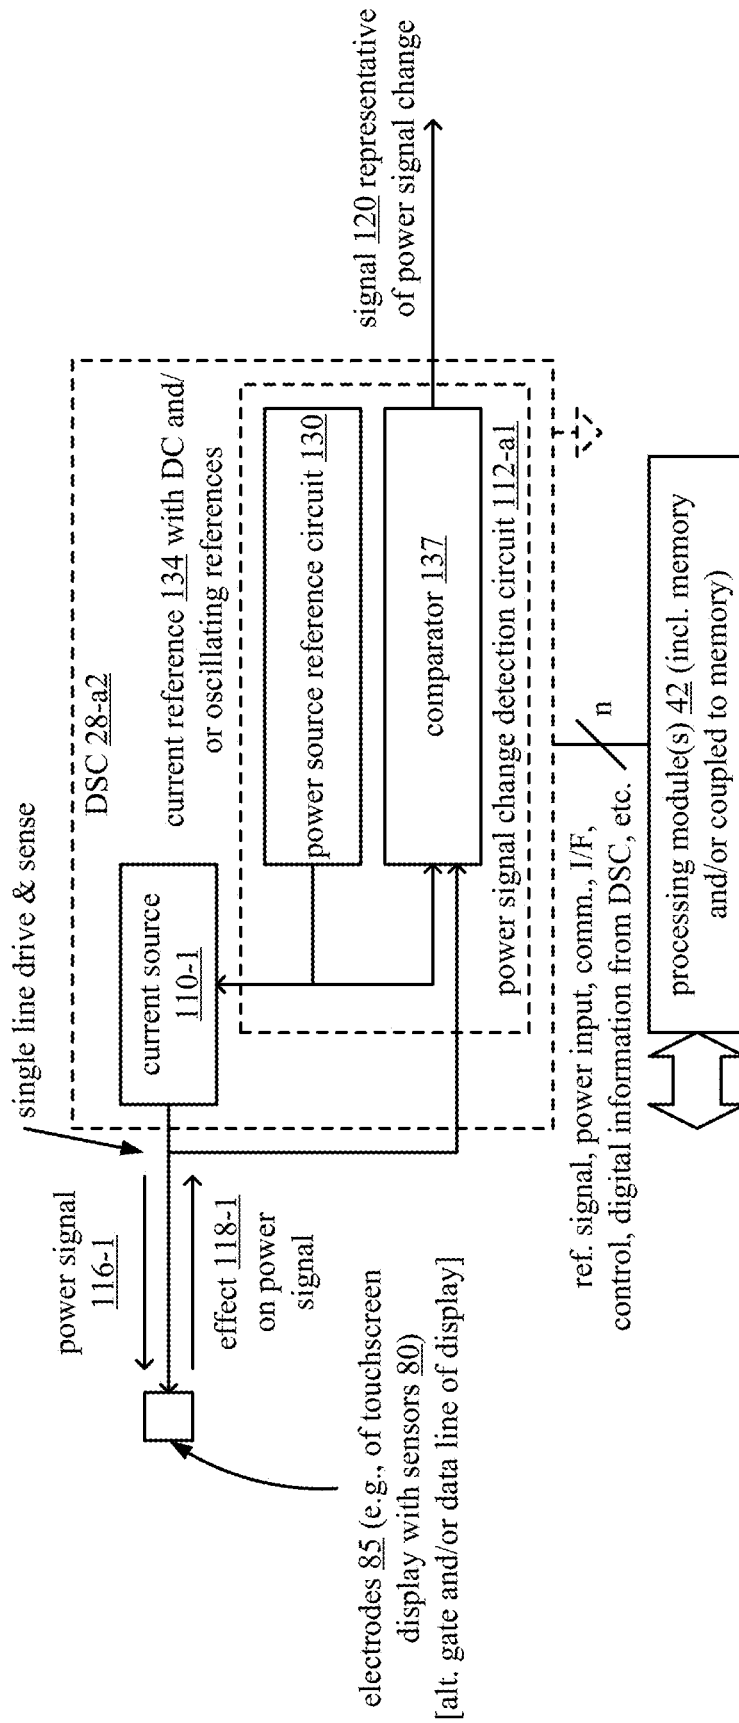 single line drive & sense
DSC 28-a2
power signal
116-1
effect 118-1
on power
signal
current source
110-1
current reference 134 with DC and/
or oscillating references
power source reference circuit 130
comparator 137
power signal change detection circuit 112-a1
signal 120 representative
of power signal change
electrodes 85 (e.g., of touchscreen
display with sensors 80)
[alt. gate and/or data line of display]
ref. signal, power input, comm., I/F,
control, digital information from DSC, etc.
n
processing module(s) 42 (incl. memory
and/or coupled to memory)